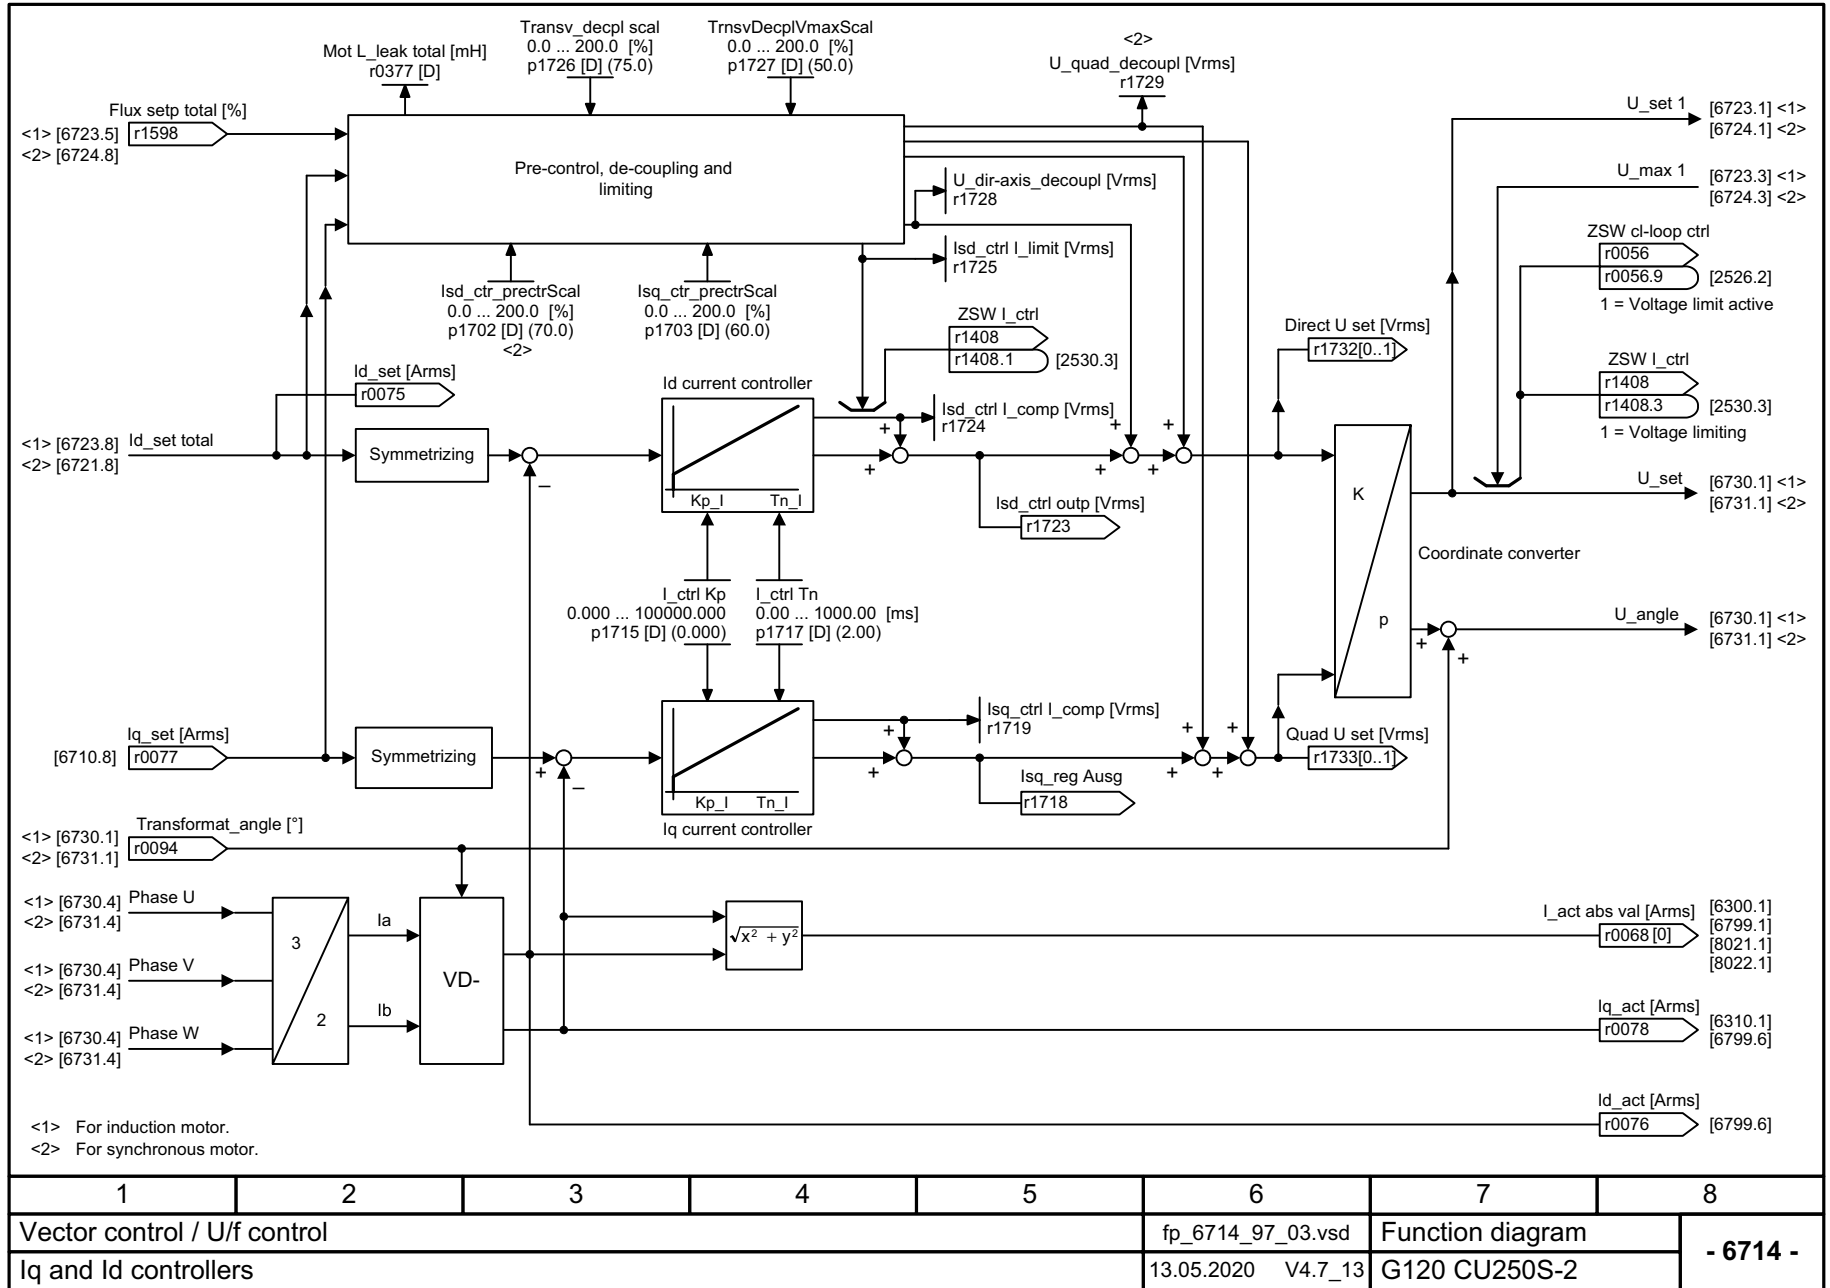 Transv_decpl scal
0.0 ... 200.0 [%]
p1726 [D] (75.0)
TrnsvDecplVmaxScal
0.0 ... 200.0 [%]
p1727 [D] (50.0)
<2>
U_quad_decoupl [Vrms]
r1729
Mot L_leak total [mH]
r0377 [D]
Flux setp total [%]
<1> [6723.5]
<2> [6724.8]
r1598
Pre-control, de-coupling and
limiting
U_dir-axis_decoupl [Vrms]
r1728
Isd_ctrl I_limit [Vrms]
r1725
U_set 1
[6723.1] <1>
[6724.1] <2>
U_max 1
[6723.3] <1>
[6724.3] <2>
ZSW cl-loop ctrl
r0056
r0056.9
[2526.2]
1 = Voltage limit active
Isd_ctr_prectrScal
0.0 ... 200.0 [%]
p1702 [D] (70.0)
<2>
Isq_ctr_prectrScal
0.0 ... 200.0 [%]
p1703 [D] (60.0)
ZSW I_ctrl
r1408
r1408.1
[2530.3]
Direct U set [Vrms]
r1732[0..1]
ZSW I_ctrl
r1408
r1408.3
[2530.3]
1 = Voltage limiting
Id_set [Arms]
r0075
Id current controller
Isd_ctrl I_comp [Vrms]
r1724
<1> [6723.8]
<2> [6721.8]
Id_set total
Symmetrizing
–
Kp_I
Tn_I
+
+
+
+
+
+
Isd_ctrl outp [Vrms]
r1723
K
p
Coordinate converter
U_set
[6730.1] <1>
[6731.1] <2>
I_ctrl Kp
0.000 ... 100000.000
p1715 [D] (0.000)
I_ctrl Tn
0.00 ... 1000.00 [ms]
p1717 [D] (2.00)
U_angle
[6730.1] <1>
[6731.1] <2>
+
+
Iq_set [Arms]
[6710.8]
r0077
Symmetrizing
+
–
Kp_I
Tn_I
Iq current controller
Isq_ctrl I_comp [Vrms]
r1719
+
+
+
+
+
+
Isq_reg Ausg
r1718
Quad U set [Vrms]
r1733[0..1]
Transformat_angle [°]
<1> [6730.1]
<2> [6731.1]
r0094
<1> [6730.4]
<2> [6731.4]
Phase U
<1> [6730.4]
<2> [6731.4]
Phase V
<1> [6730.4]
<2> [6731.4]
Phase W
3
2
Ia
Ib
VD-
√x² + y²
I_act abs val [Arms]
r0068[0]
[6300.1]
[6799.1]
[8021.1]
[8022.1]
Iq_act [Arms]
r0078
[6310.1]
[6799.6]
Id_act [Arms]
r0076
[6799.6]
<1> For induction motor.
<2> For synchronous motor.
1 2 3 4 5 6 7 8
Vector control / U/f control
fp_6714_97_03.vsd
Function diagram
- 6714 -
Iq and Id controllers
13.05.2020 V4.7_13
G120 CU250S-2